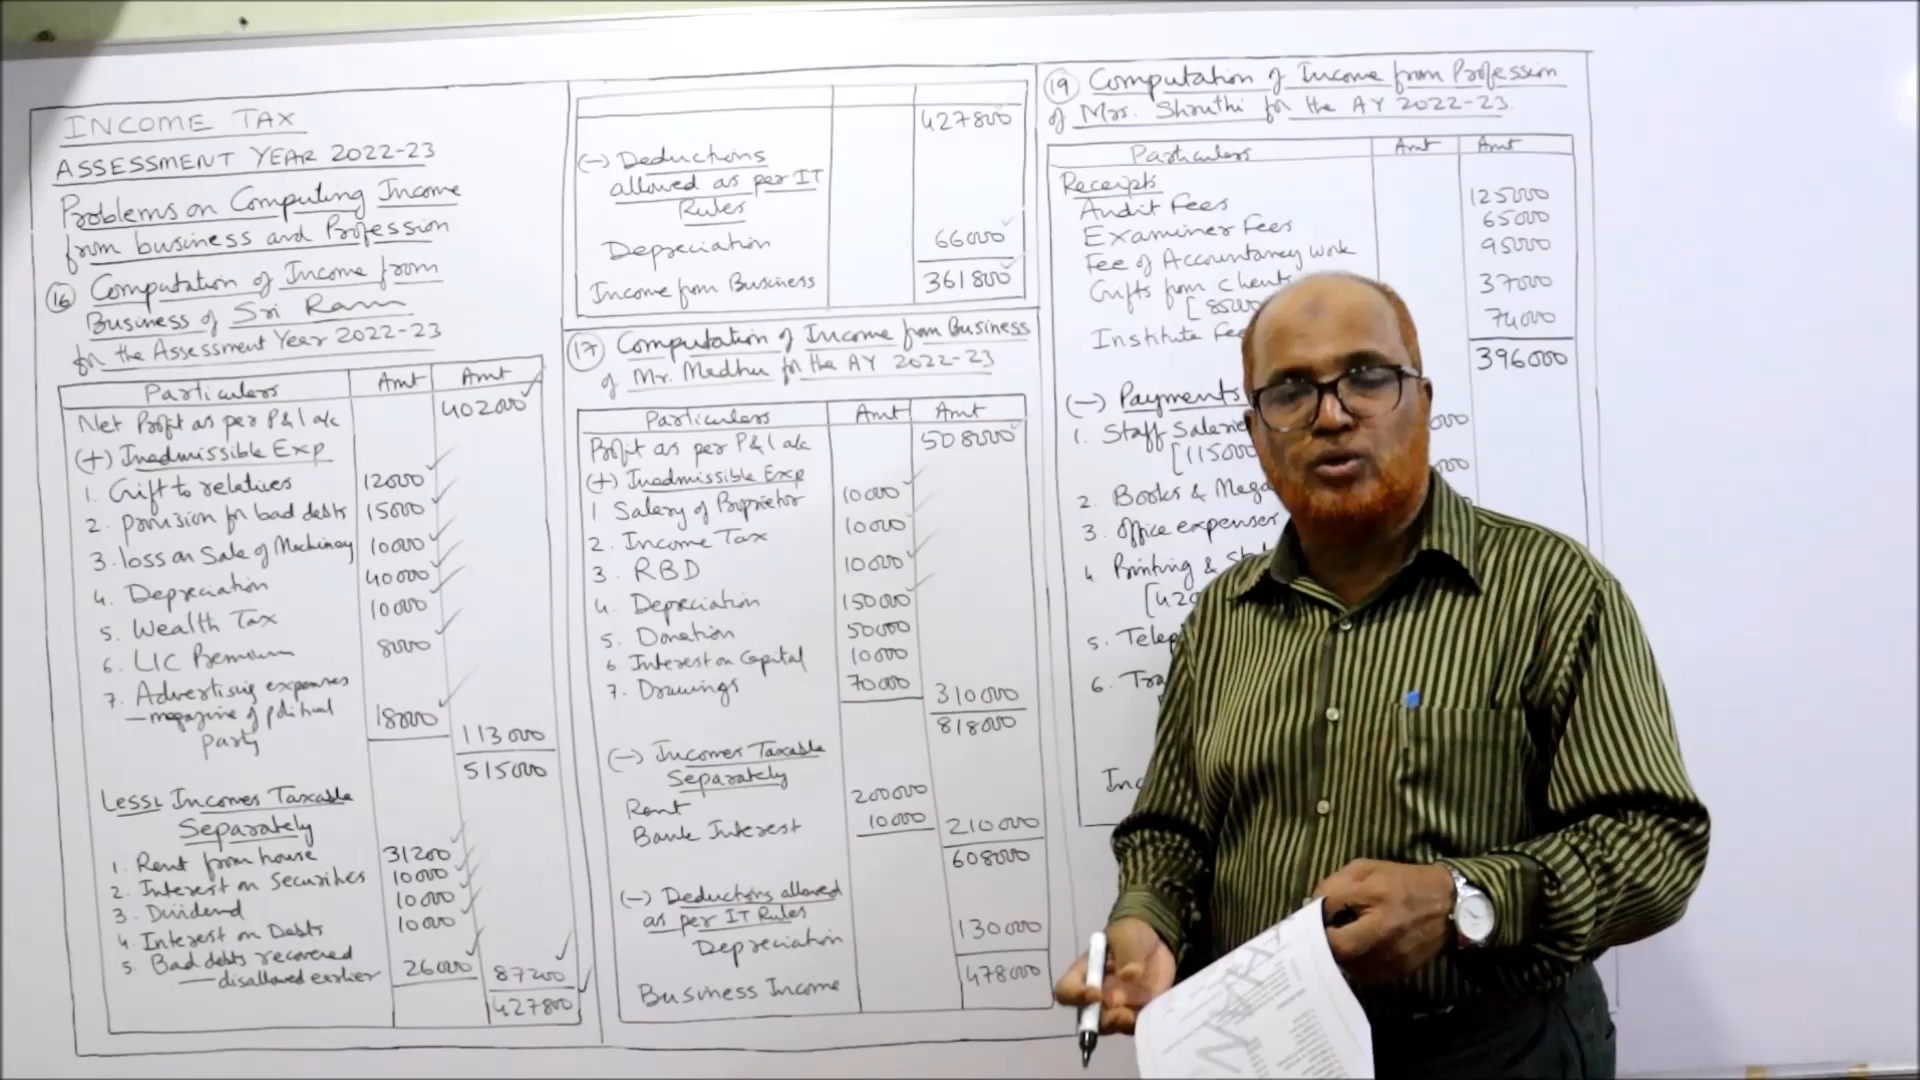 INCOME TAX
ASSESSMENT YEAR 2022-23
Problems on Computing Income
from business and Profession
16 Computation of Income from
Business of Sri Ram
for the Assessment Year 2022-23
Particulars Amt Amt
Net Profit as per P&L a/c 402000
(+) Inadmissible Exp
1. Gift to relatives 12000
2. Provision for bad debts 15000
3. loss on Sale of Machinery 10000
4. Depreciation 40000
5. Wealth Tax 10000
6. LIC Premium 8000
7. Advertising expenses
— magazine of political
party 18000 113000
515000
Less: Incomes Taxable
Separately
1. Rent from house 31200
2. Interest on Securities 10000
3. Dividend 10000
4. Interest on Debts 10000
5. Bad debts recovered
— disallowed earlier 26000 87200
427800
427800
(-) Deductions
allowed as per IT
Rules
Depreciation 66000
Income from Business 361800
17 Computation of Income from Business
of Mr. Madhu for the AY 2022-23
Particulars Amt Amt
Profit as per P&L a/c 508000
(+) Inadmissible Exp
1 Salary of Proprietor 10000
2. Income Tax 10000
3. RBD 10000
4. Depreciation 150000
5. Donation 50000
6 Interest on Capital 10000
7. Drawings 70000 310000
818000
(-) Incomes Taxable
Separately
Rent 200000
Bank Interest 10000 210000
608000
(-) Deductions allowed
as per IT Rules
Depreciation 130000
Business Income 478000
19 Computation of Income from Profession
of Mrs. Shruthi for the AY 2022-23
Particulars Amt Amt
Receipts
Audit Fees 125000
Examiner Fees 65000
Fee of Accountancy work 95000
Gifts from clients 37000
Institute 74000
396000
(-) Payments
1. Staff
[115000
2. Books &
3. Office expenses
4 Printing &
5.
6.